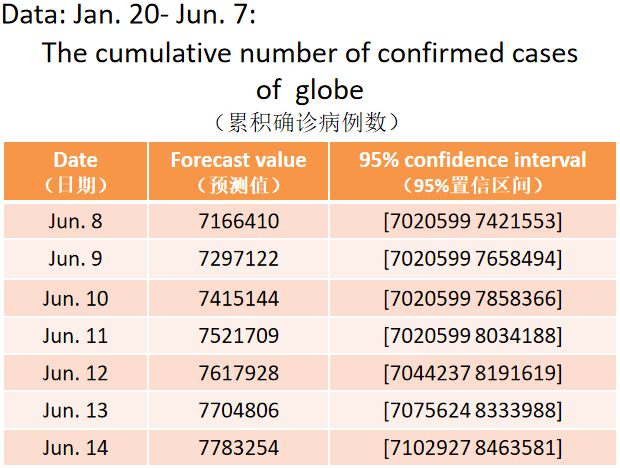 Data: Jan. 20- Jun. 7:
The cumulative number of confirmed cases
of globe
（累积确诊病例数）
Date Forecast value 95% confidence interval
（日期） （预测值） （95%置信区间）
Jun. 8 7166410 [7020599 7421553]
Jun. 9 7297122 [7020599 7658494]
Jun. 10 7415144 [7020599 7858366]
Jun. 11 7521709 [7020599 8034188]
Jun. 12 7617928 [7044237 8191619]
Jun. 13 7704806 [7075624 8333988]
Jun. 14 7783254 [7102927 8463581]